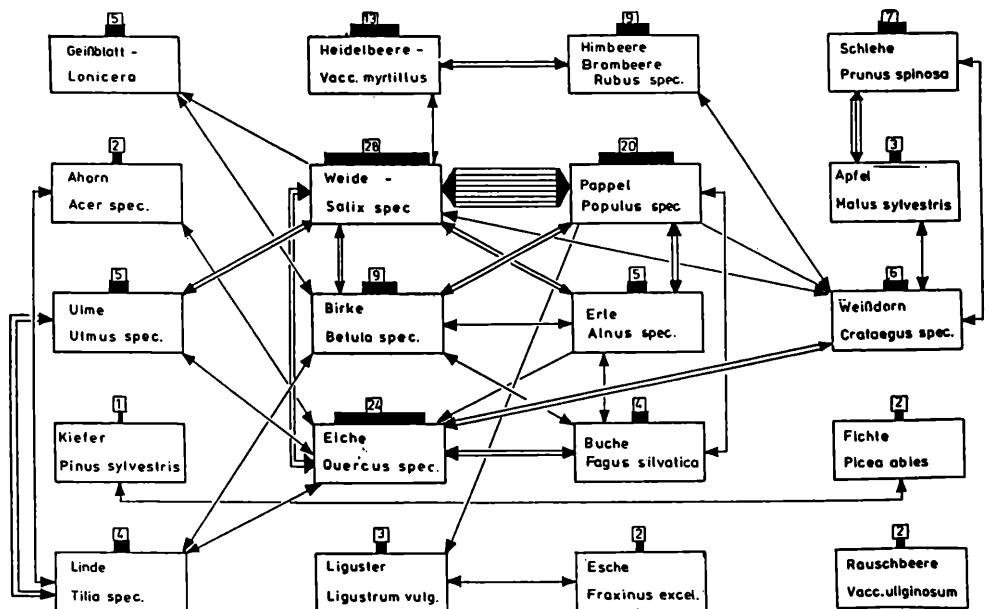 5
Geißblatt -
Lonicera
13
Heidelbeere -
Vacc. myrtillus
9
Himbeere
Brombeere
Rubus spec.
7
Schlehe
Prunus spinosa
2
Ahorn
Acer spec.
28
Weide -
Salix spec
20
Pappel
Populus spec
3
Apfel
Malus sylvestris
5
Ulme
Ulmus spec.
9
Birke
Betula spec.
5
Erle
Alnus spec.
6
Weißdorn
Crataegus spec.
1
Kiefer
Pinus sylvestris
24
Eiche
Quercus spec.
4
Buche
Fagus silvatica
2
Fichte
Picea abies
4
Linde
Tilia spec.
3
Liguster
Ligustrum vulg.
2
Esche
Fraxinus excel.
2
Rauschbeere
Vacc. uliginosum